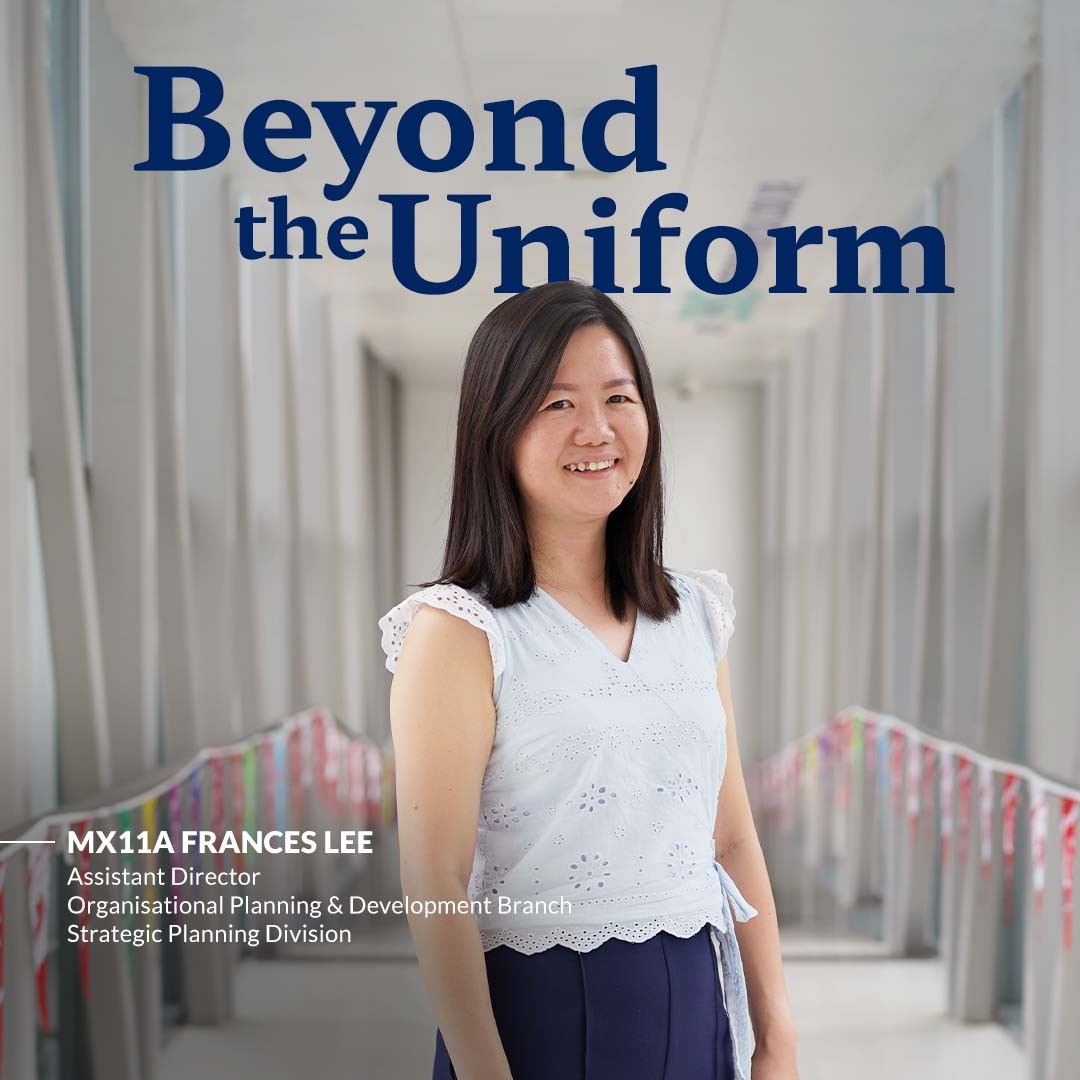 Beyond
the Uniform
MX11A FRANCES LEE
Assistant Director
Organisational Planning & Development Branch
Strategic Planning Division